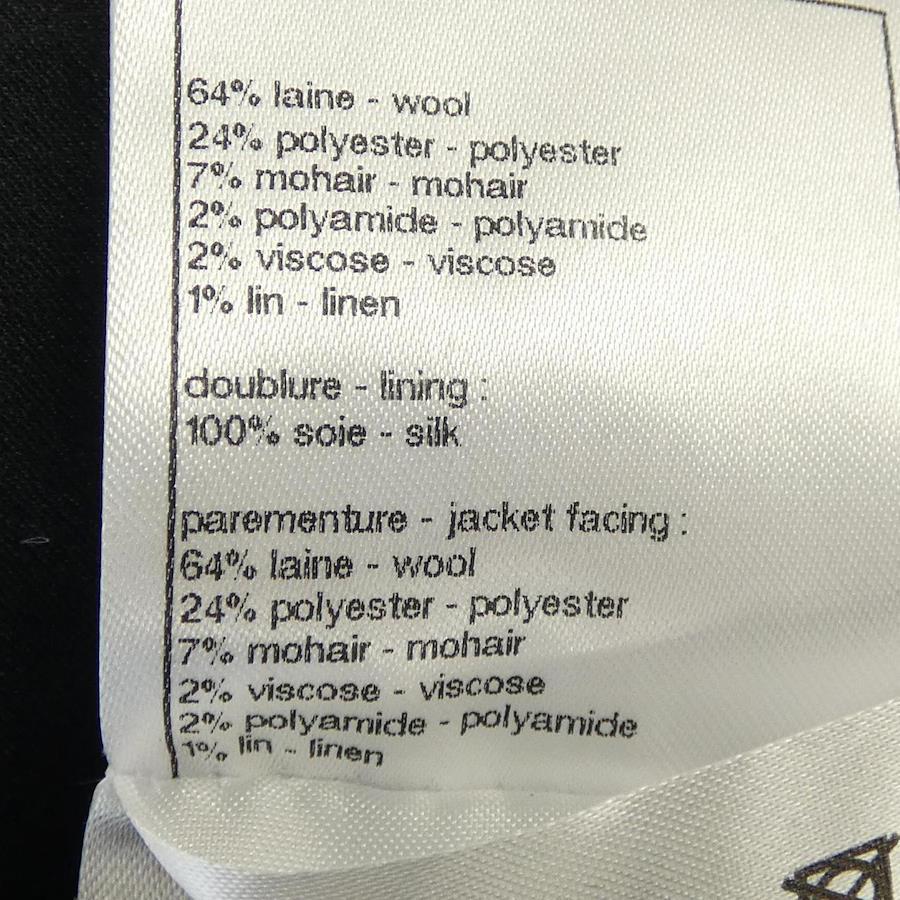 64% laine - wool
24% polyester - polyester
7% mohair - mohair
2% polyamide - polyamide
2% viscose - viscose
1% lin - linen
doublure - lining :
100% soie - silk
parementure - jacket facing :
64% laine - wool
24% polyester - polyester
7% mohair - mohair
2% viscose - viscose
2% polyamide - polyamide
1% lin - linen